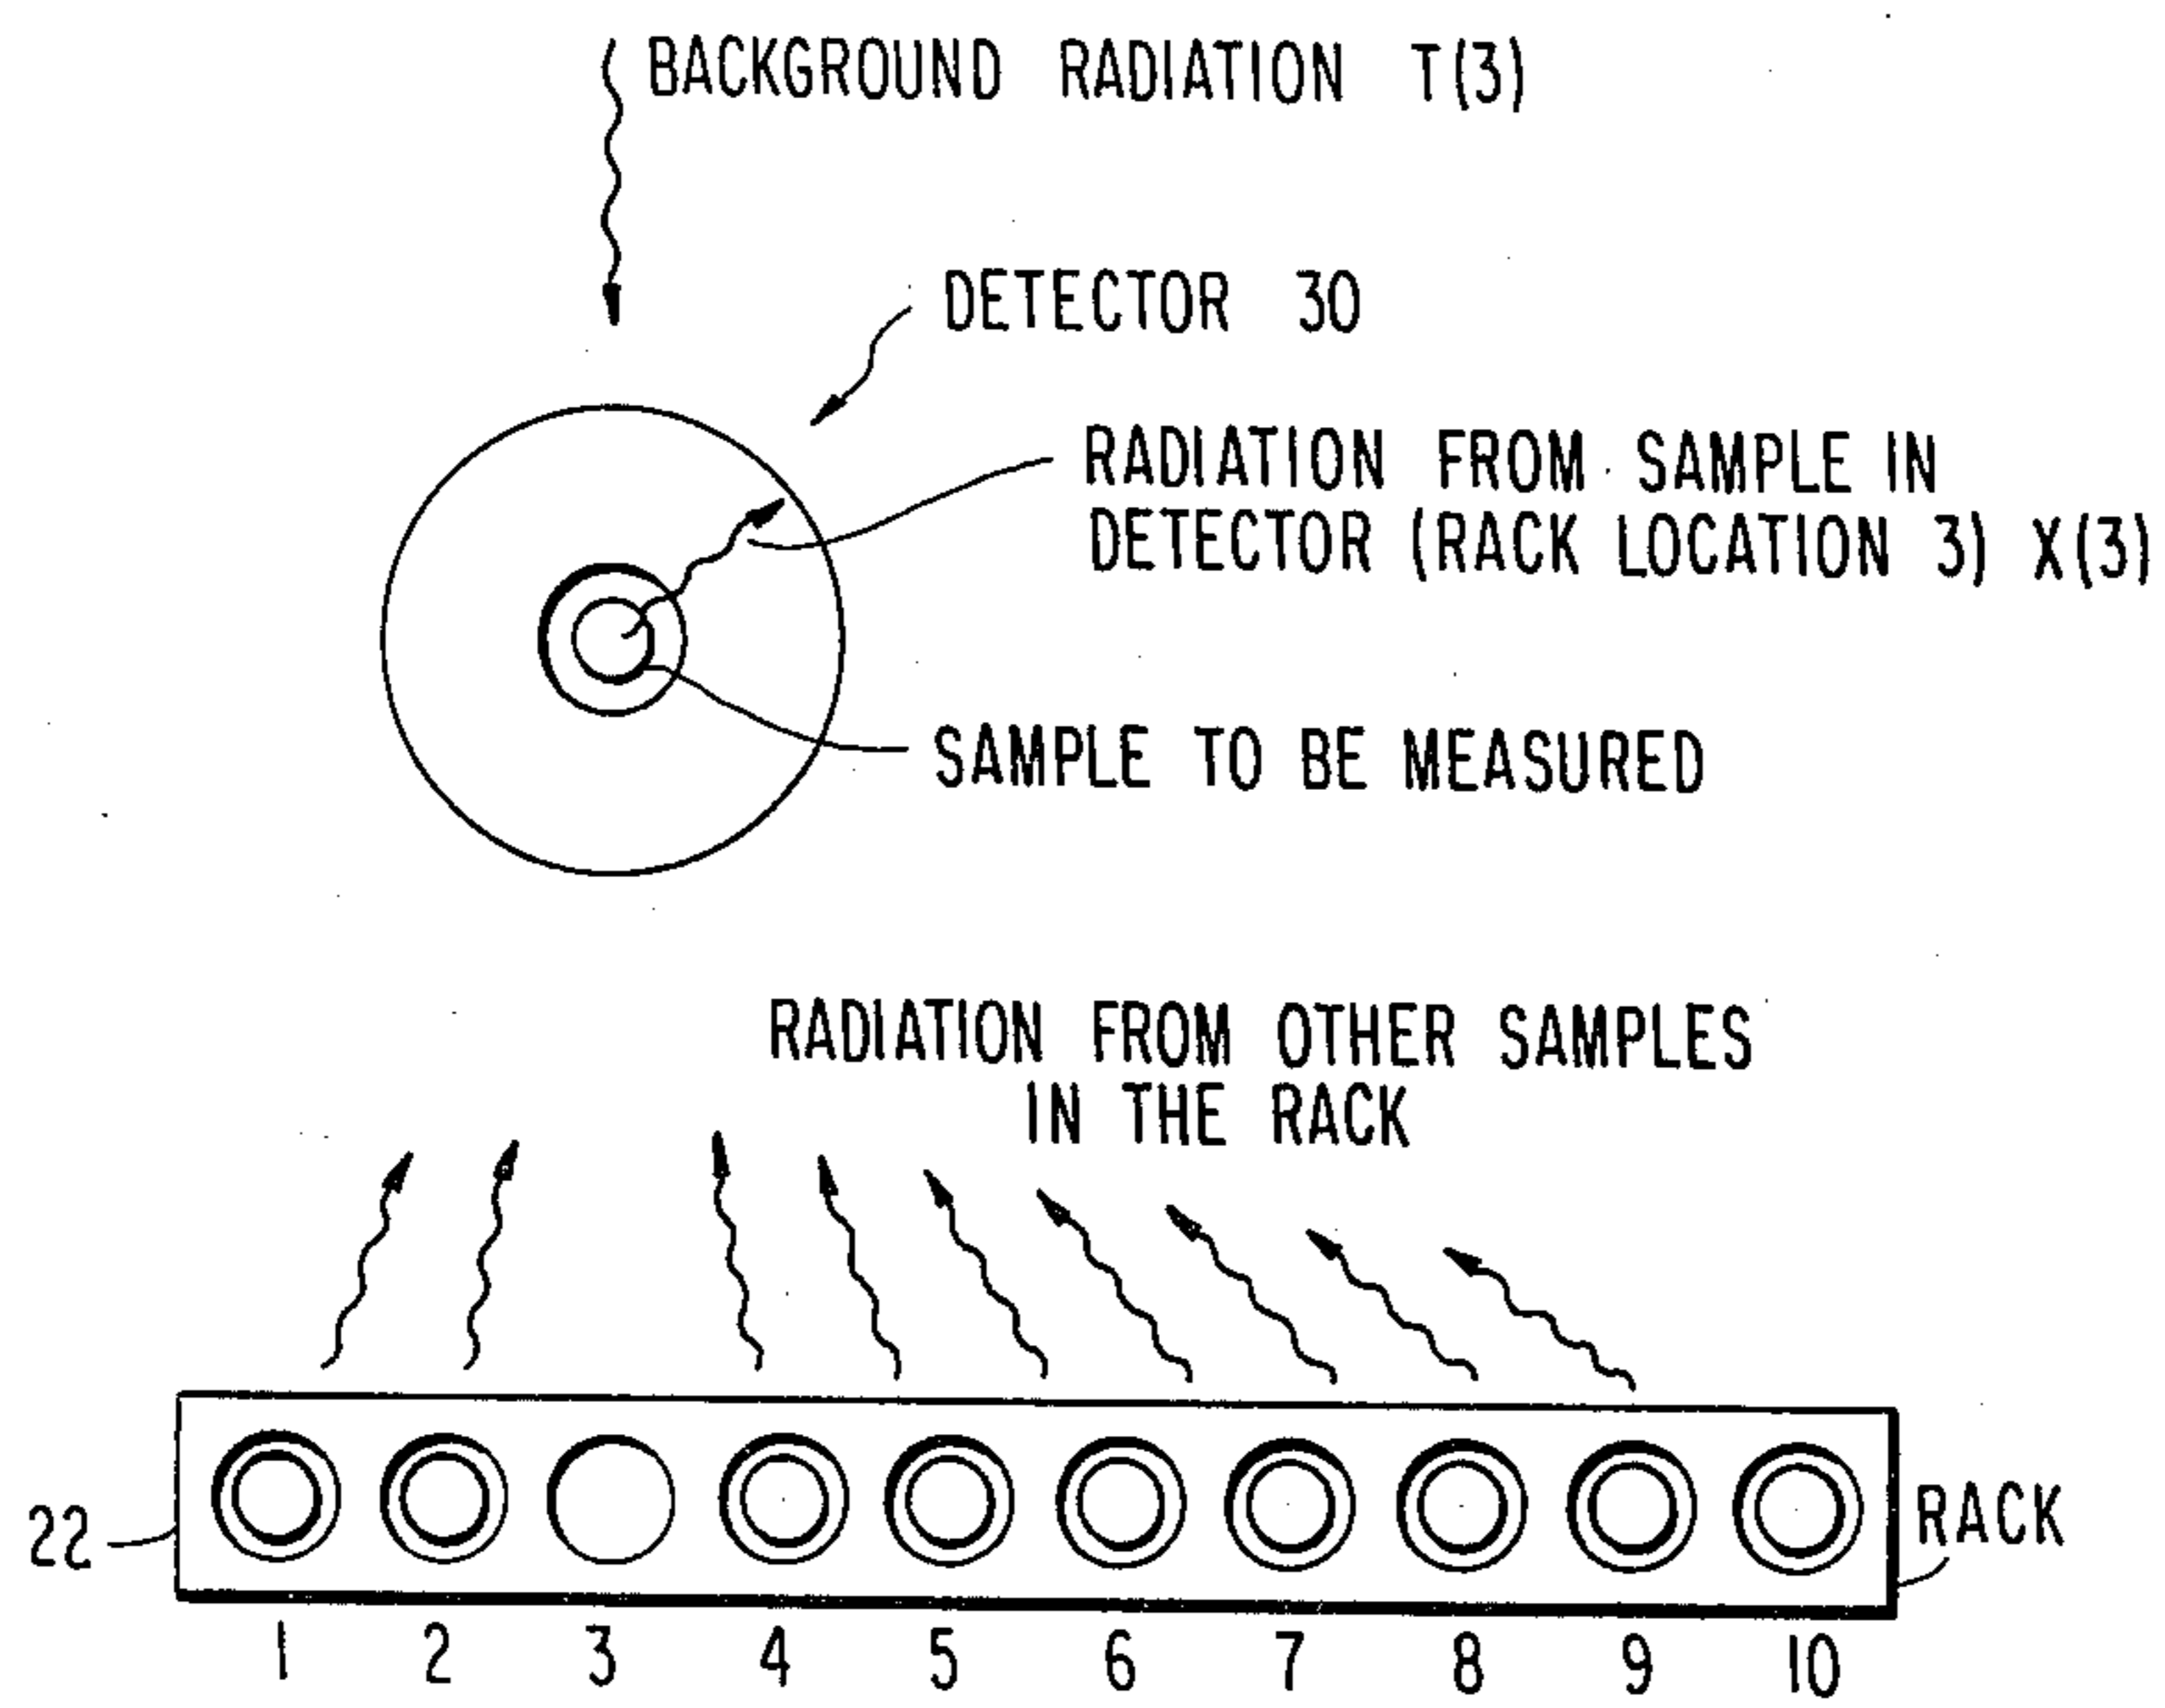 BACKGROUND RADIATION T(3)
DETECTOR 30
RADIATION FROM SAMPLE IN
DETECTOR (RACK LOCATION 3) X(3)
SAMPLE TO BE MEASURED
RADIATION FROM OTHER SAMPLES
IN THE RACK
22
RACK
1 2 3 4 5 6 7 8 9 10